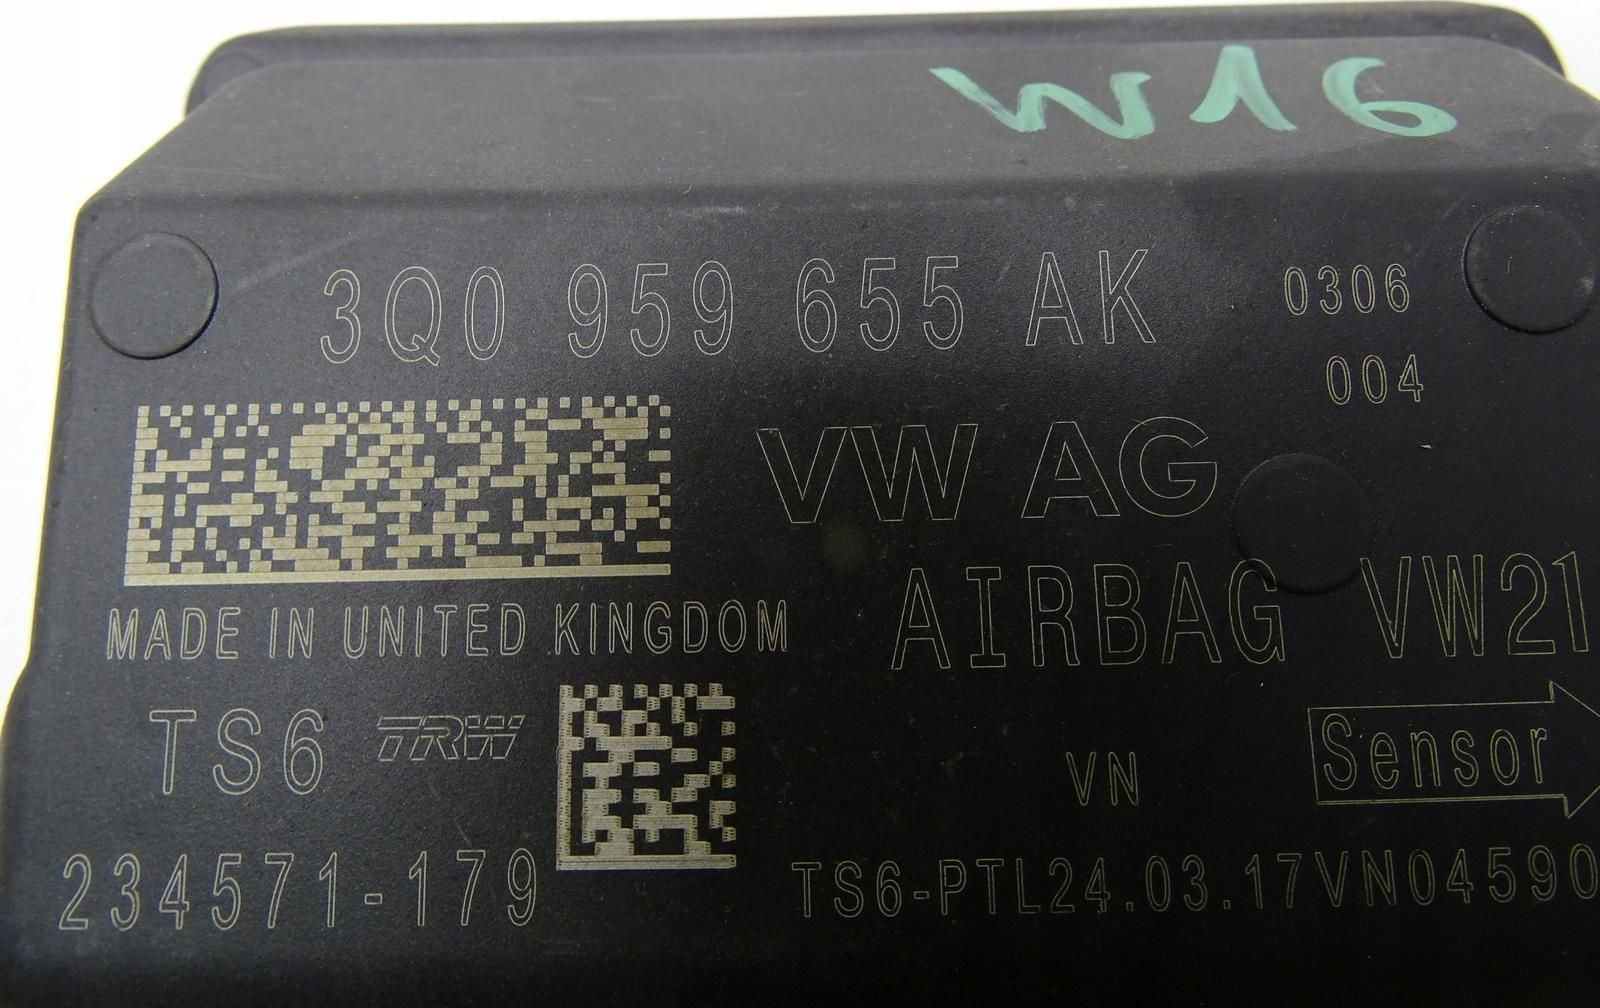 W16
3Q0 959 655 AK 0306
004
VW AG
AIRBAG VW21
MADE IN UNITED KINGDOM
TS6 TRW
VN
Sensor
234571-179
TS6-PTL24.03.17VN04590